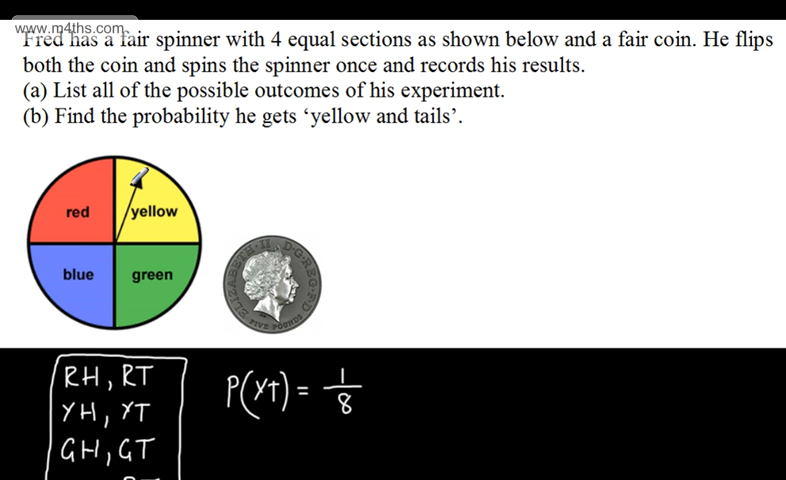 www.m4ths.com
Fred has a fair spinner with 4 equal sections as shown below and a fair coin. He flips
both the coin and spins the spinner once and records his results.
(a) List all of the possible outcomes of his experiment.
(b) Find the probability he gets ‘yellow and tails’.
red
yellow
blue
green
ELIZABETH·II·D·G·REG·F·D
FIVE POUNDS
RH, RT
YH, YT
GH, GT
P(YT) = 1/8